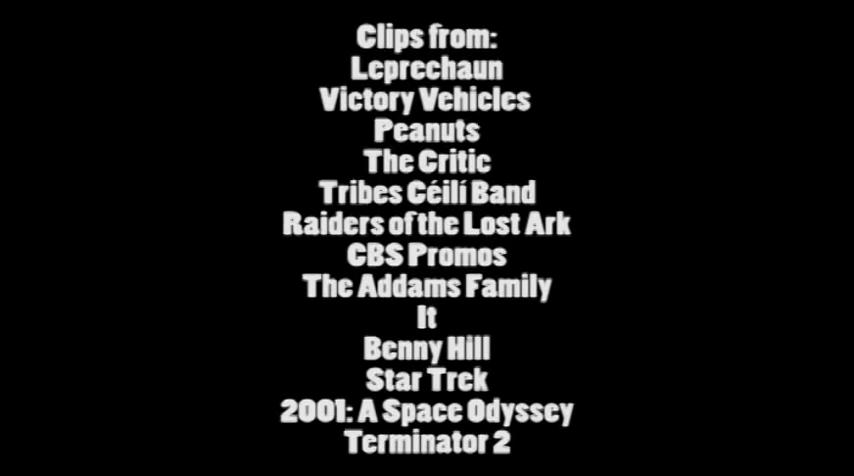 Clips from:
Leprechaun
Victory Vehicles
Peanuts
The Critic
Tribes Céilí Band
Raiders of the Lost Ark
CBS Promos
The Addams Family
It
Benny Hill
Star Trek
2001: A Space Odyssey
Terminator 2